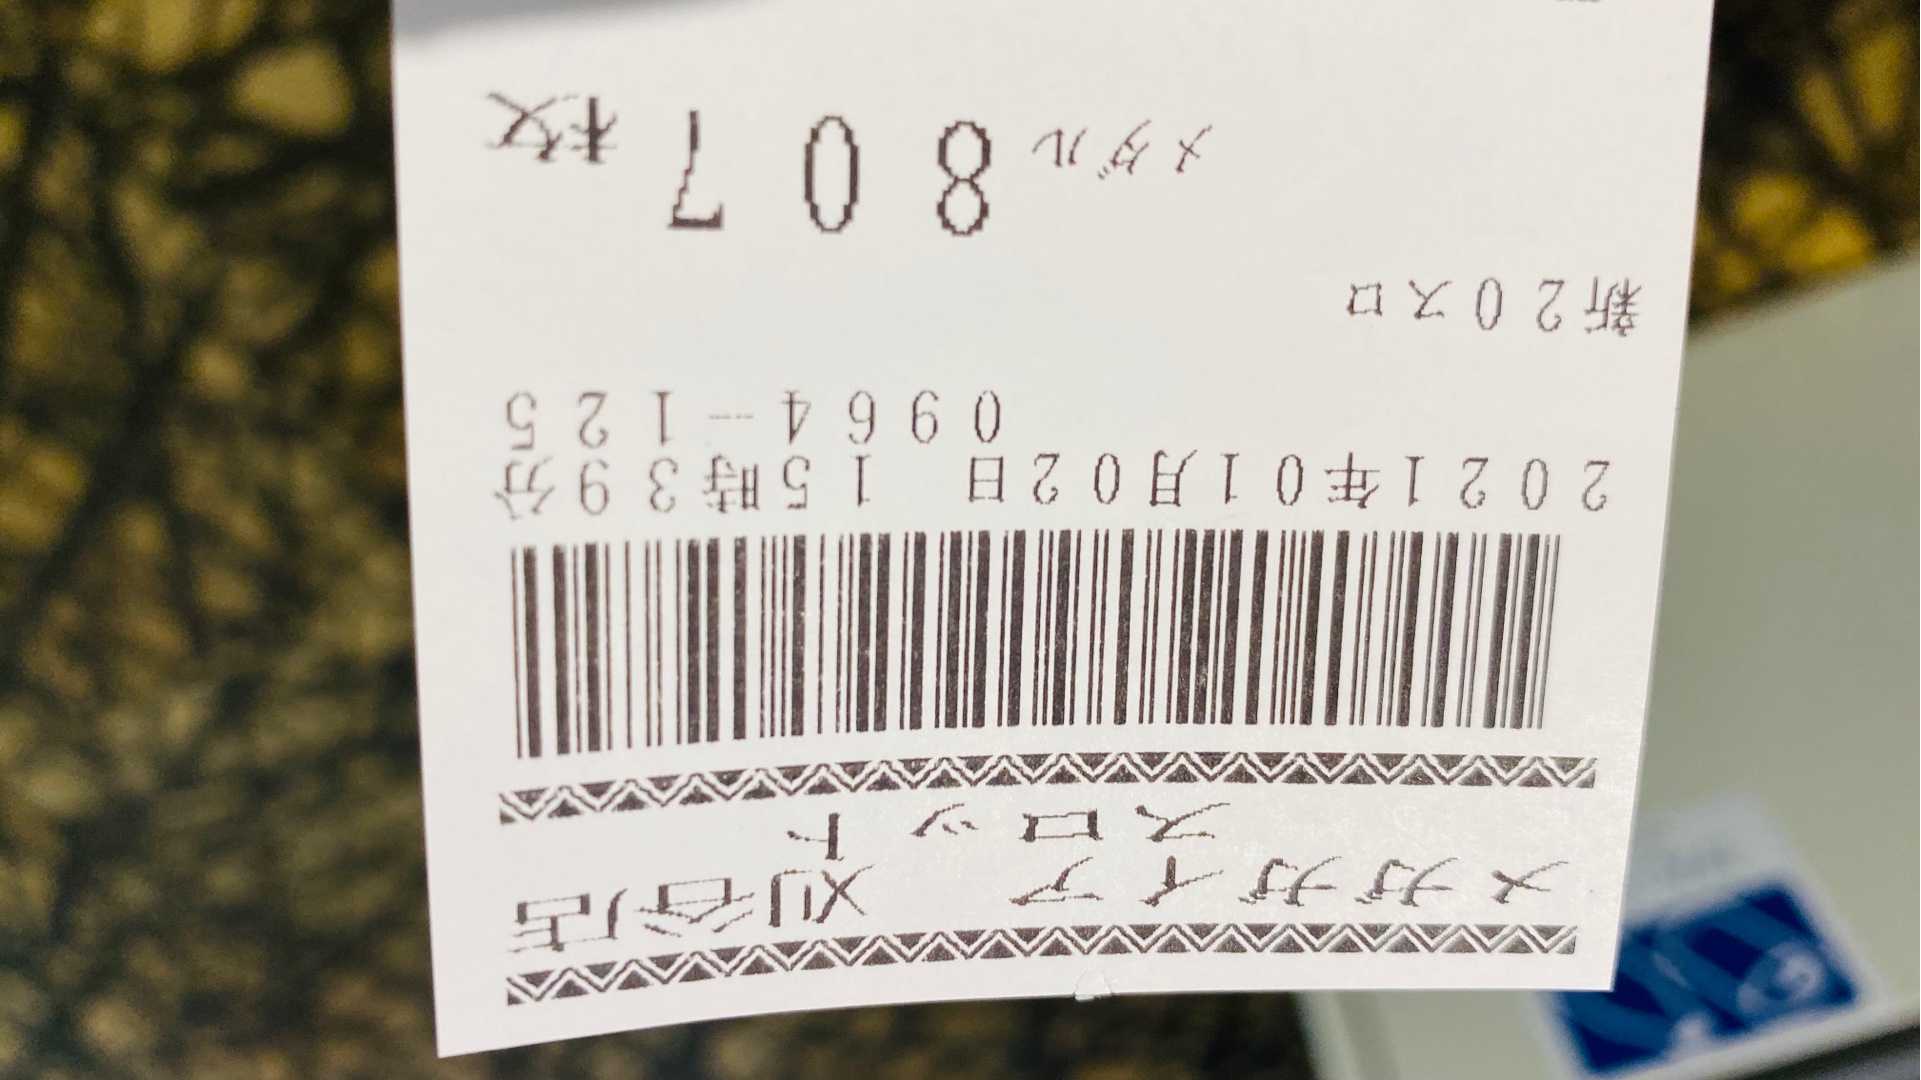 メガガイア 刈谷店
スロット
2021年01月02日 15時39分
0964-125
新20スロ
メダル 807枚